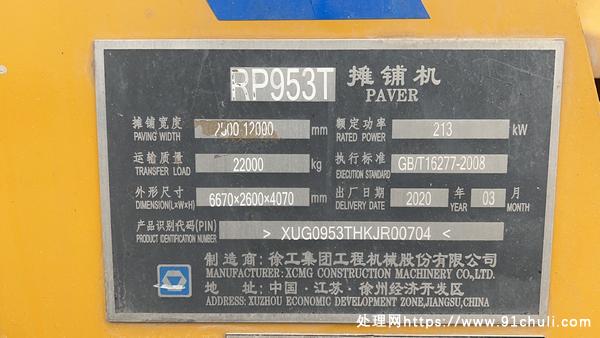 RP953T 摊铺机
PAVER
摊铺宽度 2500 12000 mm 额定功率 213 kW
PAVING WIDTH RATED POWER
运输质量 22000 kg 执行标准 GB/T16277-2008
TRANSFER LOAD EXECUTION STANDARD
外形尺寸 6670×2600×4070 mm 出厂日期 2020 年 03 月
DIMENSION(L×W×H) DELIVERY DATE YEAR MONTH
产品识别代码(PIN) > XUG0953THKJR00704 <
PRODUCT IDENTIFICATION NUMBER
制造商: 徐工集团工程机械股份有限公司
MANUFACTURER: XCMG CONSTRUCTION MACHINERY CO.,LTD.
地 址: 中国·江苏·徐州经济开发区
ADDRESS: XUZHOU ECONOMIC DEVELOPMENT ZONE,JIANGSU,CHINA
处理网https://www.91chuli.com